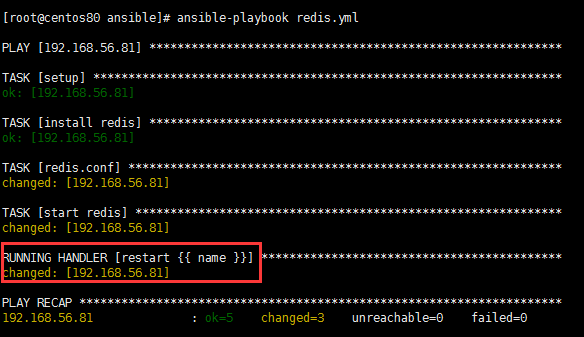 [root@centos80 ansible]# ansible-playbook redis.yml
PLAY [192.168.56.81] ***********************************************************
TASK [setup] *******************************************************************
ok: [192.168.56.81]
TASK [install redis] ***********************************************************
ok: [192.168.56.81]
TASK [redis.conf] **************************************************************
changed: [192.168.56.81]
TASK [start redis] *************************************************************
changed: [192.168.56.81]
RUNNING HANDLER [restart {{ name }}] *******************************************
changed: [192.168.56.81]
PLAY RECAP *********************************************************************
192.168.56.81 : ok=5 changed=3 unreachable=0 failed=0